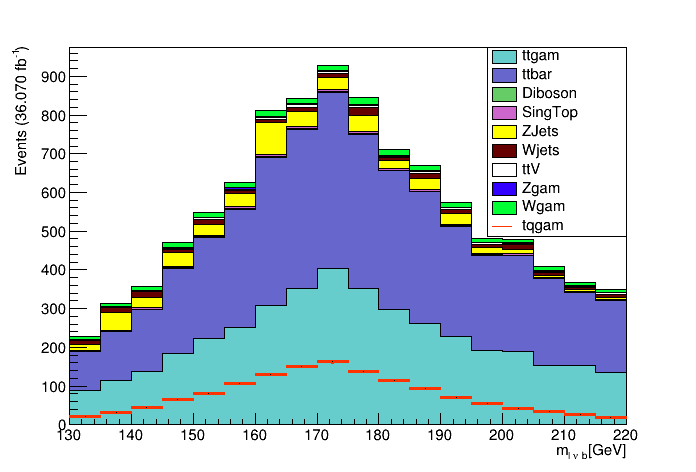 Events (36.070 fb⁻¹)
900
800
700
600
500
400
300
200
100
0
130 140 150 160 170 180 190 200 210 220
m_{l γ b}[GeV]
ttgam
ttbar
Diboson
SingTop
ZJets
Wjets
ttV
Zgam
Wgam
tqgam